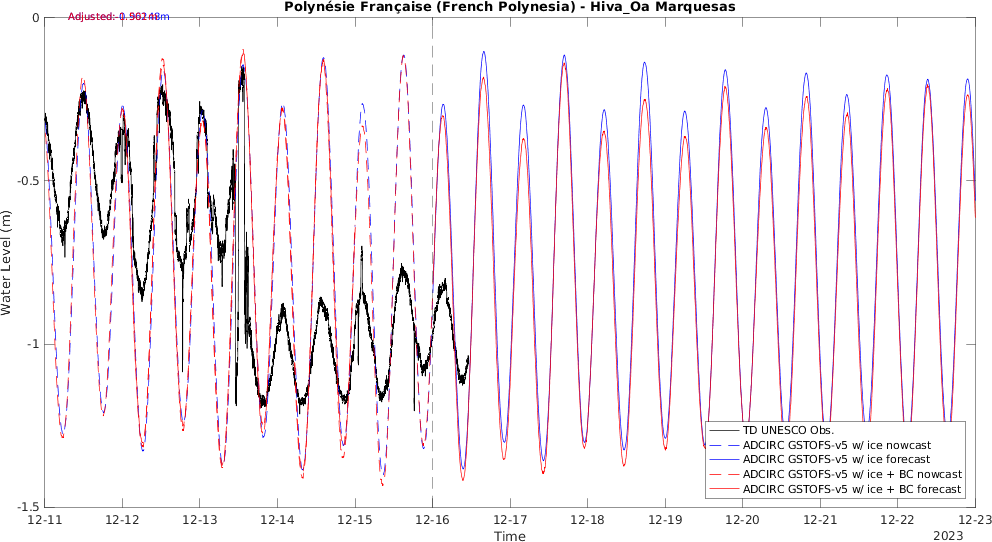 Polynésie Française (French Polynesia) - Hiva_Oa Marquesas
Adjusted:
0
-0.5
-1
-1.5
Water Level (m)
12-11 12-12 12-13 12-14 12-15 12-16 12-17 12-18 12-19 12-20 12-21 12-22 12-23
Time
2023
TD UNESCO Obs.
ADCIRC GSTOFS-v5 w/ ice nowcast
ADCIRC GSTOFS-v5 w/ ice forecast
ADCIRC GSTOFS-v5 w/ ice + BC nowcast
ADCIRC GSTOFS-v5 w/ ice + BC forecast